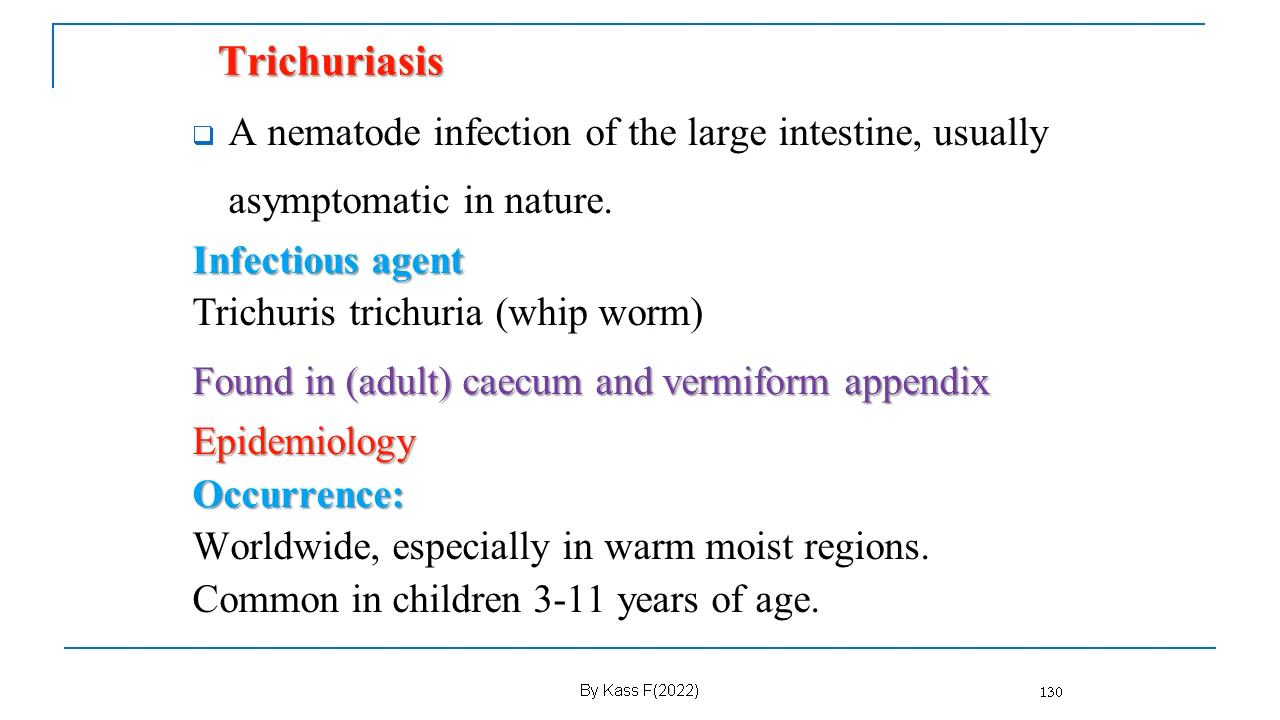 Trichuriasis
A nematode infection of the large intestine, usually
asymptomatic in nature.
Infectious agent
Trichuris trichuria (whip worm)
Found in (adult) caecum and vermiform appendix
Epidemiology
Occurrence:
Worldwide, especially in warm moist regions.
Common in children 3-11 years of age.
By Kass F(2022)
130